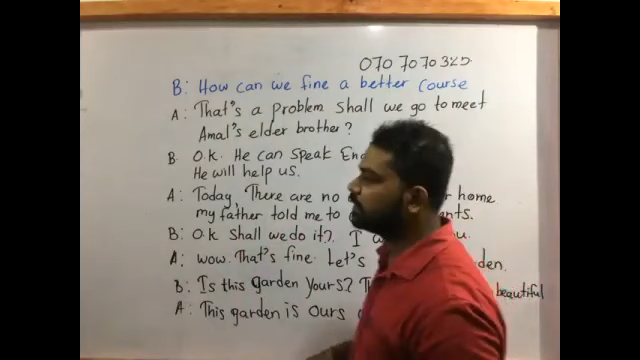 070 7070 325
B: How can we fine a better course
A: That's a problem shall we go to meet
Amal's elder brother?
B. O.K. He can speak En
He will help us.
A: Today, There are no home
my father told me to
B: O.K shall we do it? I
A: wow. That's fine. Let's
B: Is this garden yours? beautiful
A: This garden is ours